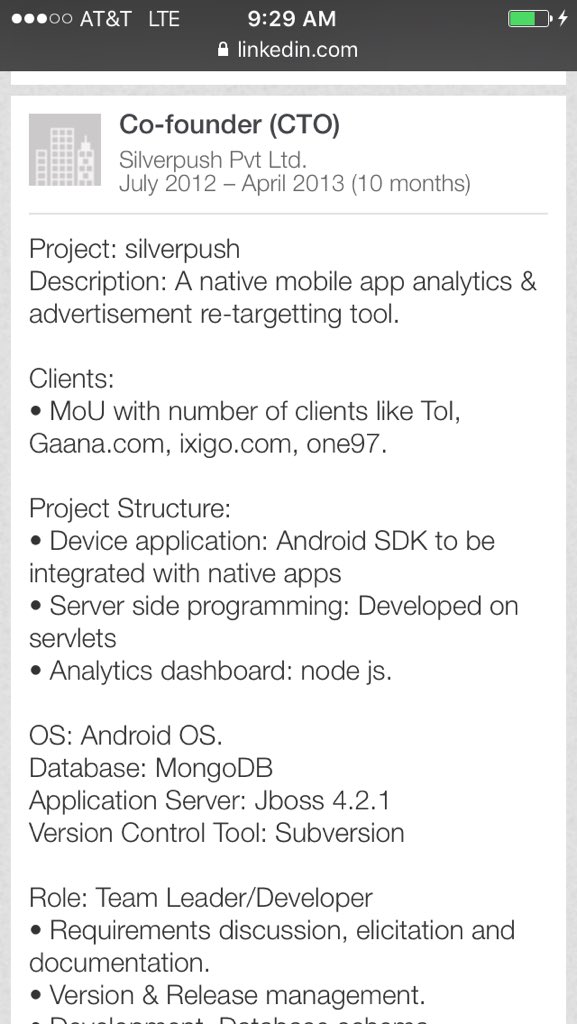 AT&T LTE 9:29 AM
linkedin.com
Co-founder (CTO)
Silverpush Pvt Ltd.
July 2012 – April 2013 (10 months)
Project: silverpush
Description: A native mobile app analytics &
advertisement re-targetting tool.
Clients:
• MoU with number of clients like ToI,
Gaana.com, ixigo.com, one97.
Project Structure:
• Device application: Android SDK to be
integrated with native apps
• Server side programming: Developed on
servlets
• Analytics dashboard: node js.
OS: Android OS.
Database: MongoDB
Application Server: Jboss 4.2.1
Version Control Tool: Subversion
Role: Team Leader/Developer
• Requirements discussion, elicitation and
documentation.
• Version & Release management.
• Development, Database schema